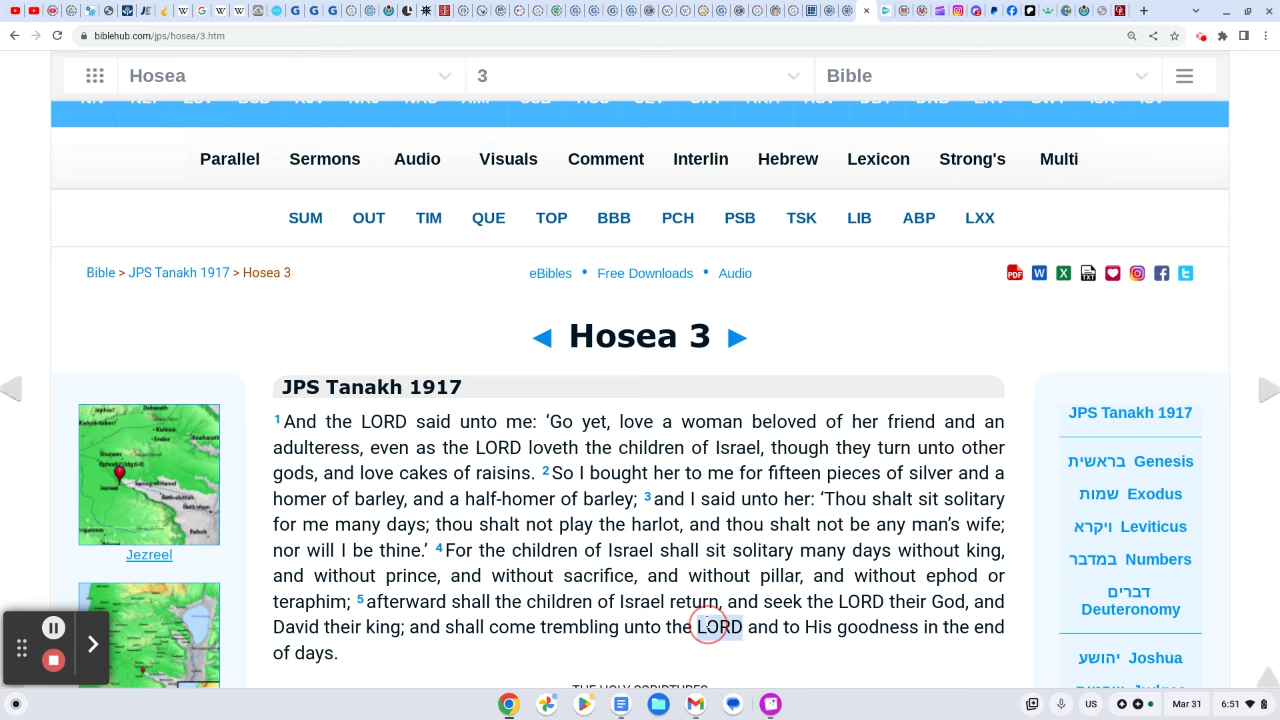 biblehub.com/jps/hosea/3.htm
Hosea 3 Bible
Parallel Sermons Audio Visuals Comment Interlin Hebrew Lexicon Strong's Multi
SUM OUT TIM QUE TOP BBB PCH PSB TSK LIB ABP LXX
Bible > JPS Tanakh 1917 > Hosea 3
eBibles • Free Downloads • Audio
◄ Hosea 3 ►
JPS Tanakh 1917
1 And the LORD said unto me: ‘Go yet, love a woman beloved of her friend and an
adulteress, even as the LORD loveth the children of Israel, though they turn unto other
gods, and love cakes of raisins. 2 So I bought her to me for fifteen pieces of silver and a
homer of barley, and a half-homer of barley; 3 and I said unto her: ‘Thou shalt sit solitary
for me many days; thou shalt not play the harlot, and thou shalt not be any man’s wife;
nor will I be thine.’ 4 For the children of Israel shall sit solitary many days without king,
and without prince, and without sacrifice, and without pillar, and without ephod or
teraphim; 5 afterward shall the children of Israel return, and seek the LORD their God, and
David their king; and shall come trembling unto the LORD and to His goodness in the end
of days.
Jezreel
JPS Tanakh 1917
בראשית Genesis
שמות Exodus
ויקרא Leviticus
במדבר Numbers
דברים
Deuteronomy
יהושע Joshua
US
Mar 31
6:51